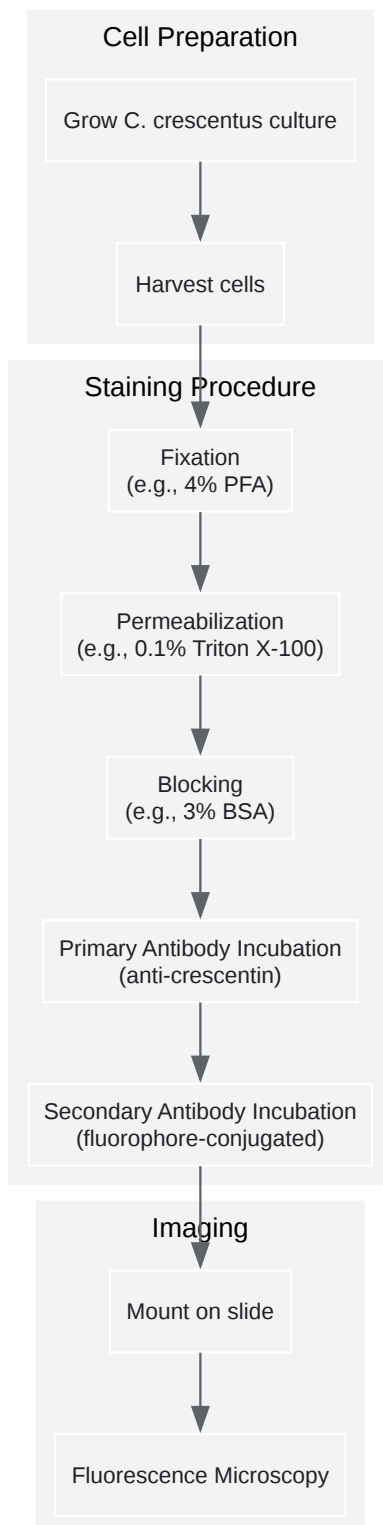 Cell Preparation
Grow C. crescentus culture
Harvest cells
Staining Procedure
Fixation
(e.g., 4% PFA)
Permeabilization
(e.g., 0.1% Triton X-100)
Blocking
(e.g., 3% BSA)
Primary Antibody Incubation
(anti-crescentin)
Secondary Antibody Incubation
(fluorophore-conjugated)
Imaging
Mount on slide
Fluorescence Microscopy